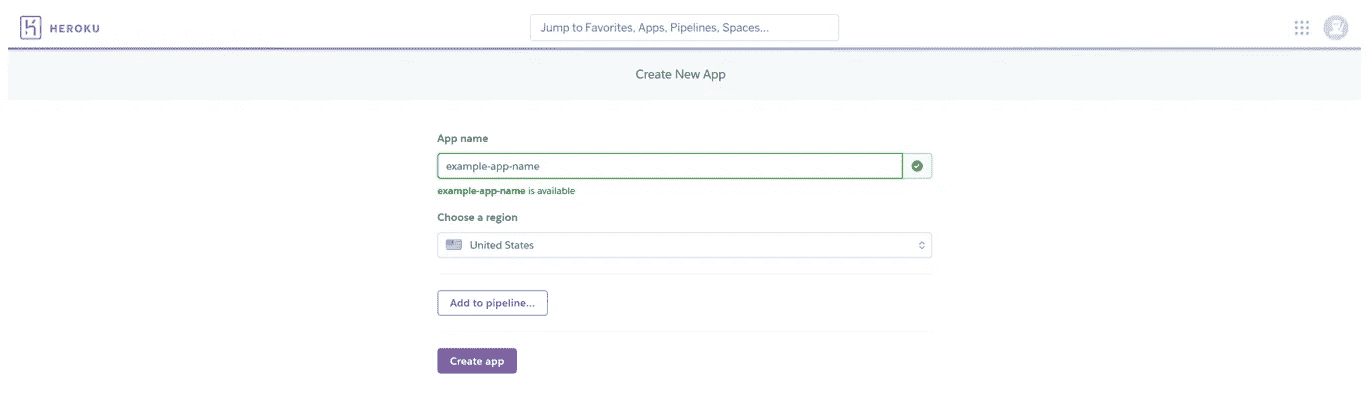 HEROKU
Jump to Favorites, Apps, Pipelines, Spaces...
Create New App
App name
example-app-name
example-app-name is available
Choose a region
United States
Add to pipeline...
Create app